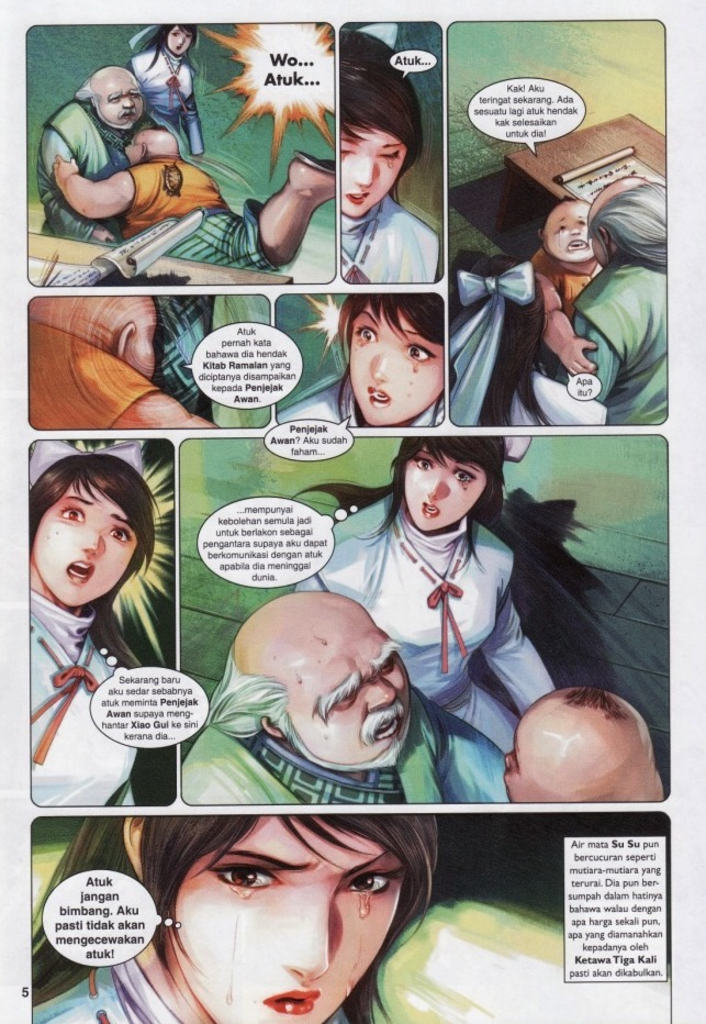 Wo...
Atuk...
Atuk...
Kak! Aku
teringat sekarang. Ada
sesuatu lagi atuk hendak
kak selesaikan
untuk dia!
Apa
itu?
Atuk
pernah kata
bahawa dia hendak
Kitab Ramalan yang
diciptanya disampaikan
kepada Penjejak
Awan.
Penjejak
Awan? Aku sudah
faham...
Sekarang baru
aku sedar sebabnya
atuk meminta Penjejak
Awan supaya meng-
hantar Xiao Gui ke sini
kerana dia...
...mempunyai
kebolehan semula jadi
untuk berlakon sebagai
pengantara supaya aku dapat
berkomunikasi dengan atuk
apabila dia meninggal
dunia.
Atuk
jangan
bimbang. Aku
pasti tidak akan
mengecewakan
atuk!
Air mata Su Su pun
bercucuran seperti
mutiara-mutiara yang
terurai. Dia pun ber-
sumpah dalam hatinya
bahawa walau dengan
apa harga sekali pun,
apa yang diamanahkan
kepadanya oleh
Ketawa Tiga Kali
pasti akan dikabulkan.
5